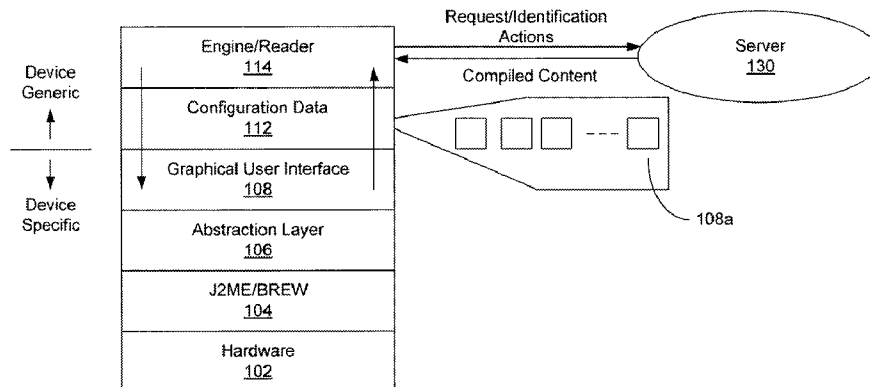 Request/Identification
Actions
Engine/Reader
114
Server
130
Compiled Content
Device
Generic
Configuration Data
112
Graphical User Interface
108
Device
Specific
108a
Abstraction Layer
106
J2ME/BREW
104
Hardware
102